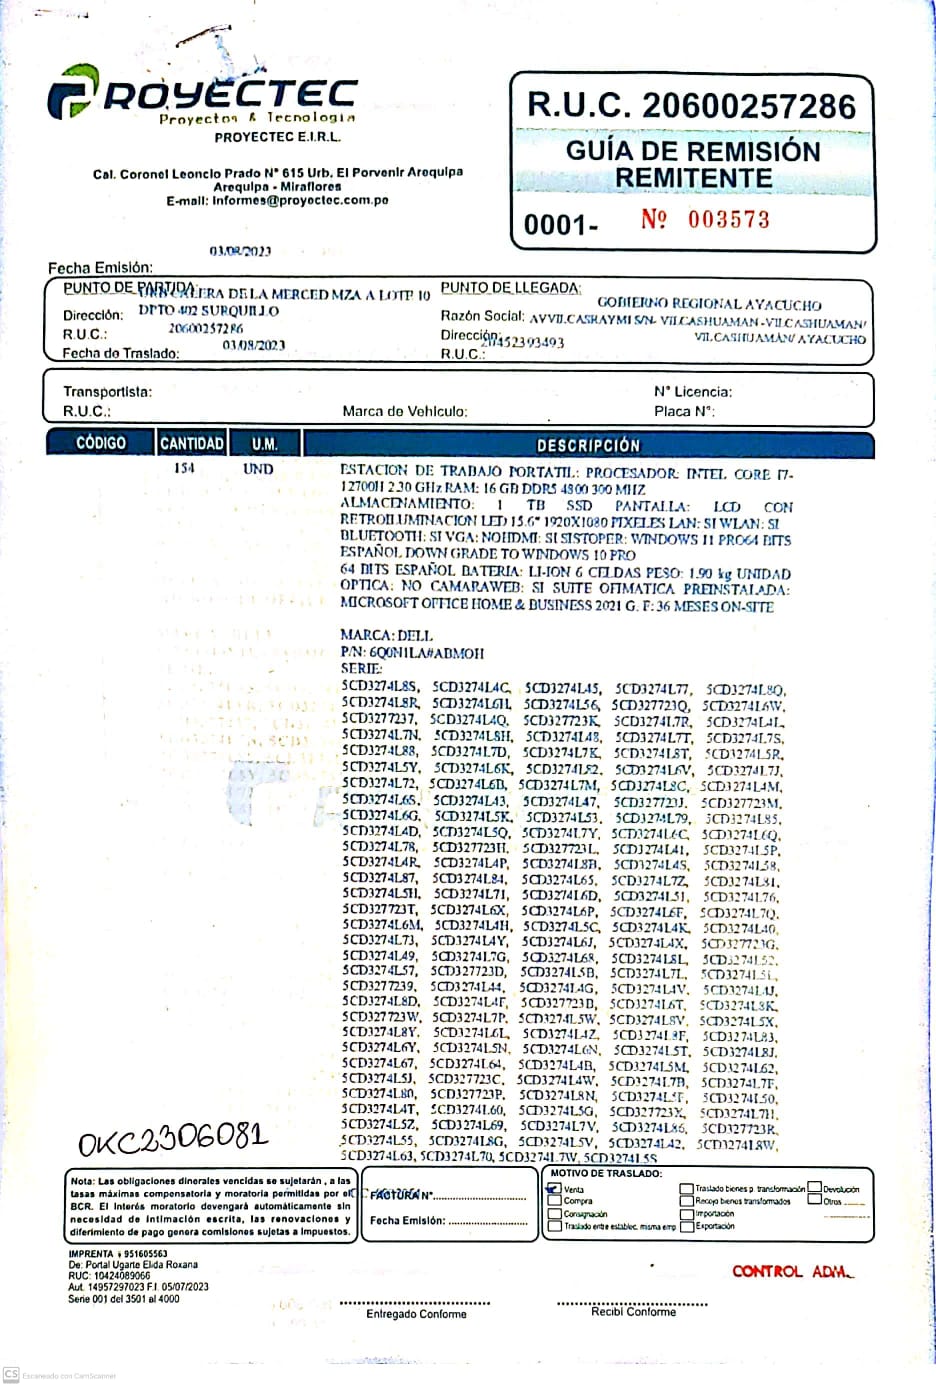 PROYECTEC
Proyectos & Tecnología
PROYECTEC E.I.R.L.
Cal. Coronel Leoncio Prado N° 615 Urb. El Porvenir Arequipa
Arequipa - Miraflores
E-mail: Informes@proyectec.com.pe
R.U.C. 20600257286
GUÍA DE REMISIÓN
REMITENTE
0001- Nº 003573
03/08/2023
Fecha Emisión:
PUNTO DE PARTIDA: CALERA DE LA MERCED MZA A LOTE 10
Dirección: DPTO 402 SURQUILLO
R.U.C.: 20600257286
Fecha de Traslado: 03/08/2023
PUNTO DE LLEGADA:
Razón Social: GOBIERNO REGIONAL AYACUCHO
AVVILCASRAYMI S/N- VILCASHUAMAN-VILCASHUAMAN/
Dirección: VILCASHUAMAN/ AYACUCHO
R.U.C.: 20452393493
Transportista:
R.U.C.:
Marca de Vehículo:
N° Licencia:
Placa N°:
CÓDIGO CANTIDAD U.M. DESCRIPCIÓN
154 UND ESTACION DE TRABAJO PORTATIL: PROCESADOR: INTEL CORE I7-
12700H 2.30 GHz RAM: 16 GB DDR5 4800 300 MHZ
ALMACENAMIENTO: 1 TB SSD PANTALLA: LCD CON
RETROILUMINACION LED 15.6" 1920X1080 PIXELES LAN: SI WLAN: SI
BLUETOOTH: SI VGA: NO HDMI: SI SISTOPER: WINDOWS 11 PRO 64 BITS
ESPAÑOL DOWN GRADE TO WINDOWS 10 PRO
64 BITS ESPAÑOL BATERIA: LI-ION 6 CELDAS PESO: 1.90 kg UNIDAD
OPTICA: NO CAMARAWEB: SI SUITE OFIMATICA PREINSTALADA:
MICROSOFT OFFICE HOME & BUSINESS 2021 G. F: 36 MESES ON-SITE
MARCA: DELL
P/N: 6Q0N1LA#ABMOH
SERIE:
5CD3274L8S, 5CD3274L4C, 5CD3274L45, 5CD3274L77, 5CD3274L8Q,
5CD3274L8R, 5CD3274L6H, 5CD3274L56, 5CD327723Q, 5CD3274L6W,
5CD3277237, 5CD3274L4Q, 5CD327723K, 5CD3274L7R, 5CD3274L4L,
5CD3274L7N, 5CD3274L8H, 5CD3274L48, 5CD3274L7T, 5CD3274L7S,
5CD3274L88, 5CD3274L7D, 5CD3274L7K, 5CD3274L8T, 5CD3274L5R,
5CD3274L5Y, 5CD3274L6K, 5CD3274L82, 5CD3274L6V, 5CD3274L7J,
5CD3274L72, 5CD3274L6B, 5CD3274L7M, 5CD3274L8C, 5CD3274L4M,
5CD3274L6S, 5CD3274L43, 5CD3274L47, 5CD327723J, 5CD327723M,
5CD3274L6G, 5CD3274L5K, 5CD3274L53, 5CD3274L79, 5CD3274L85,
5CD3274L4D, 5CD3274L5Q, 5CD3274L7Y, 5CD3274L6C, 5CD3274L6Q,
5CD3274L78, 5CD327723H, 5CD327723L, 5CD3274L41, 5CD3274L5P,
5CD3274L4R, 5CD3274L4P, 5CD3274L8B, 5CD3274L4S, 5CD3274L58,
5CD3274L87, 5CD3274L84, 5CD3274L65, 5CD3274L7Z, 5CD3274L81,
5CD3274L5H, 5CD3274L71, 5CD3274L6D, 5CD3274L51, 5CD3274L76,
5CD327723T, 5CD3274L6X, 5CD3274L6P, 5CD3274L6F, 5CD3274L7Q,
5CD3274L6M, 5CD3274L4H, 5CD3274L5C, 5CD3274L4K, 5CD3274L40,
5CD3274L73, 5CD3274L4Y, 5CD3274L6J, 5CD3274L4X, 5CD327723G,
5CD3274L49, 5CD3274L7G, 5CD3274L68, 5CD3274L8L, 5CD3274L52,
5CD3274L57, 5CD327723D, 5CD3274L5B, 5CD3274L7L, 5CD3274L5L,
5CD3277239, 5CD3274L44, 5CD3274L4G, 5CD3274L4V, 5CD3274L4J,
5CD3274L8D, 5CD3274L4F, 5CD327723B, 5CD3274L6T, 5CD3274L8K,
5CD327723W, 5CD3274L7P, 5CD3274L5W, 5CD3274L8V, 5CD3274L5X,
5CD3274L8Y, 5CD3274L6L, 5CD3274L4Z, 5CD3274L8F, 5CD3274L83,
5CD3274L6Y, 5CD3274L5N, 5CD3274L6N, 5CD3274L5T, 5CD3274L8J,
5CD3274L67, 5CD3274L64, 5CD3274L4B, 5CD3274L5M, 5CD3274L62,
5CD3274L5J, 5CD327723C, 5CD3274L4W, 5CD3274L7B, 5CD3274L7F,
5CD3274L80, 5CD327723P, 5CD3274L8N, 5CD3274L5F, 5CD3274L50,
5CD3274L4T, 5CD3274L60, 5CD3274L5G, 5CD327723X, 5CD3274L7H,
5CD3274L5Z, 5CD3274L69, 5CD3274L7V, 5CD3274L86, 5CD327723R,
5CD3274L55, 5CD3274L8G, 5CD3274L5V, 5CD3274L42, 5CD3274L8W,
5CD3274L63, 5CD3274L70, 5CD3274L7W, 5CD3274L5S
OKC2306081
Nota: Las obligaciones dinerales vencidas se sujetarán, a las
tasas máximas compensatoria y moratoria permitidas por el
BCR. El Interés moratorio devengará automáticamente sin
necesidad de intimación escrita, las renovaciones y
diferimiento de pago genera comisiones sujetas a Impuestos.
FACTURA N°
Fecha Emisión:
MOTIVO DE TRASLADO:
Venta
Compra
Consignación
Traslado entre establec. misma emp
Traslado bienes p. transformación
Recojo bienes transformados
Importación
Exportación
Devolución
Otros
IMPRENTA 951605563
De: Portal Ugarte Elida Roxana
RUC: 10424089066
Aut. 14957297023 F.I. 05/07/2023
Serie 001 del 3501 al 4000
CONTROL ADM.
Entregado Conforme
Recibí Conforme
CS Escaneado con CamScanner